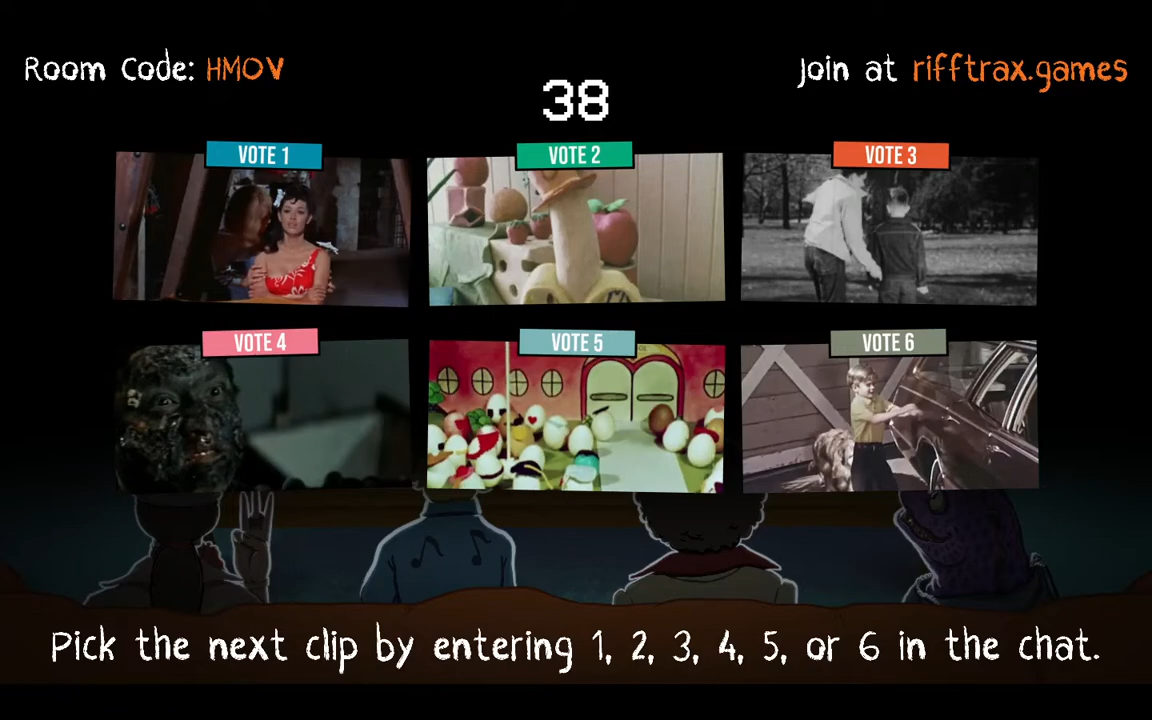 Room Code: HMOV
Join at rifftrax.games
38
VOTE 1
VOTE 2
VOTE 3
VOTE 4
VOTE 5
VOTE 6
Pick the next clip by entering 1, 2, 3, 4, 5, or 6 in the chat.